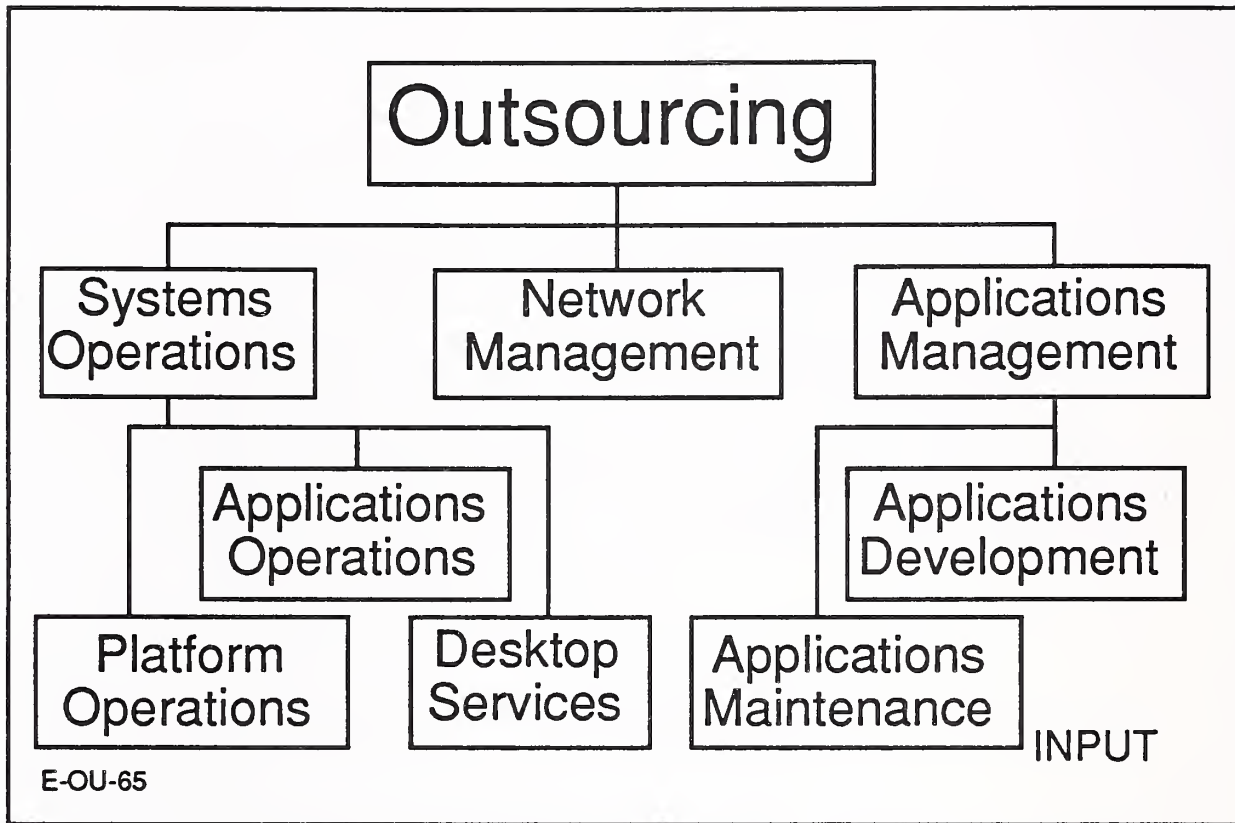 Outsourcing
Systems
Operations
Network
Management
Applications
Management
Applications
Operations
Applications
Development
Platform
Operations
Desktop
Services
Applications
Maintenance
INPUT
E-OU-65